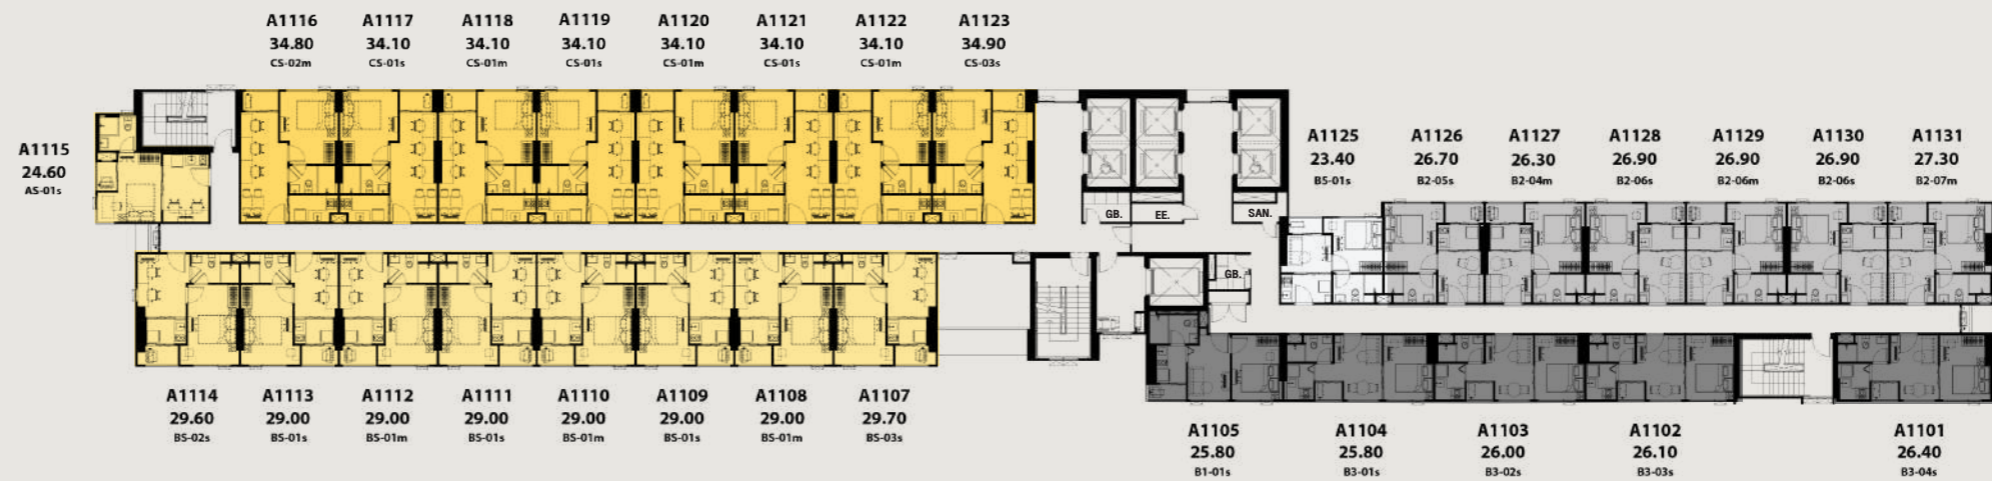 A1116 A1117 A1118 A1119 A1120 A1121 A1122 A1123
34.80 34.10 34.10 34.10 34.10 34.10 34.10 34.90
CS-02m CS-01s CS-01m CS-01s CS-01m CS-01s CS-01m CS-03s
A1115
24.60
AS-01s
A1125 A1126 A1127 A1128 A1129 A1130 A1131
23.40 26.70 26.30 26.90 26.90 26.90 27.30
B5-01s B2-05s B2-04m B2-06s B2-06m B2-06s B2-07m
GB. EE. SAN.
GB.
A1114 A1113 A1112 A1111 A1110 A1109 A1108 A1107
29.60 29.00 29.00 29.00 29.00 29.00 29.00 29.70
BS-02s BS-01s BS-01m BS-01s BS-01m BS-01s BS-01m BS-03s
A1105 A1104 A1103 A1102 A1101
25.80 25.80 26.00 26.10 26.40
B1-01s B3-01s B3-02s B3-03s B3-04s